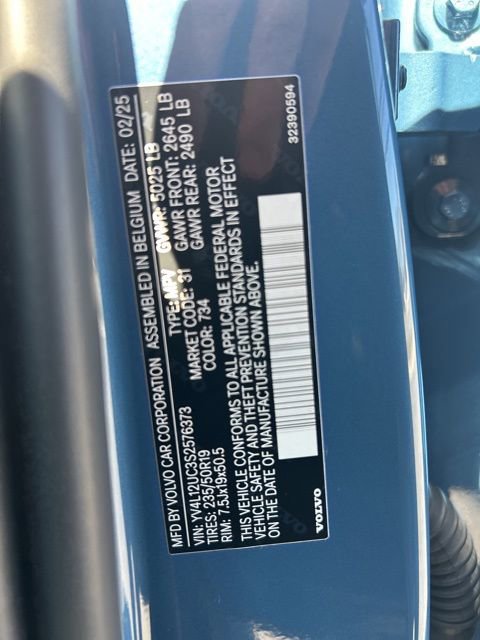 MFD BY VOLVO CAR CORPORATION ASSEMBLED IN BELGIUM DATE: 02/25
VIN: YV4L12UC3S2576373 TYPE: MPV GVWR: 5025 LB
TIRES: 235/50R19 MARKET CODE: 31 GAWR FRONT: 2645 LB
RIM: 7.5Jx19x50.5 COLOR: 734 GAWR REAR: 2490 LB
THIS VEHICLE CONFORMS TO ALL APPLICABLE FEDERAL MOTOR
VEHICLE SAFETY AND THEFT PREVENTION STANDARDS IN EFFECT
ON THE DATE OF MANUFACTURE SHOWN ABOVE.
VOLVO
32390594